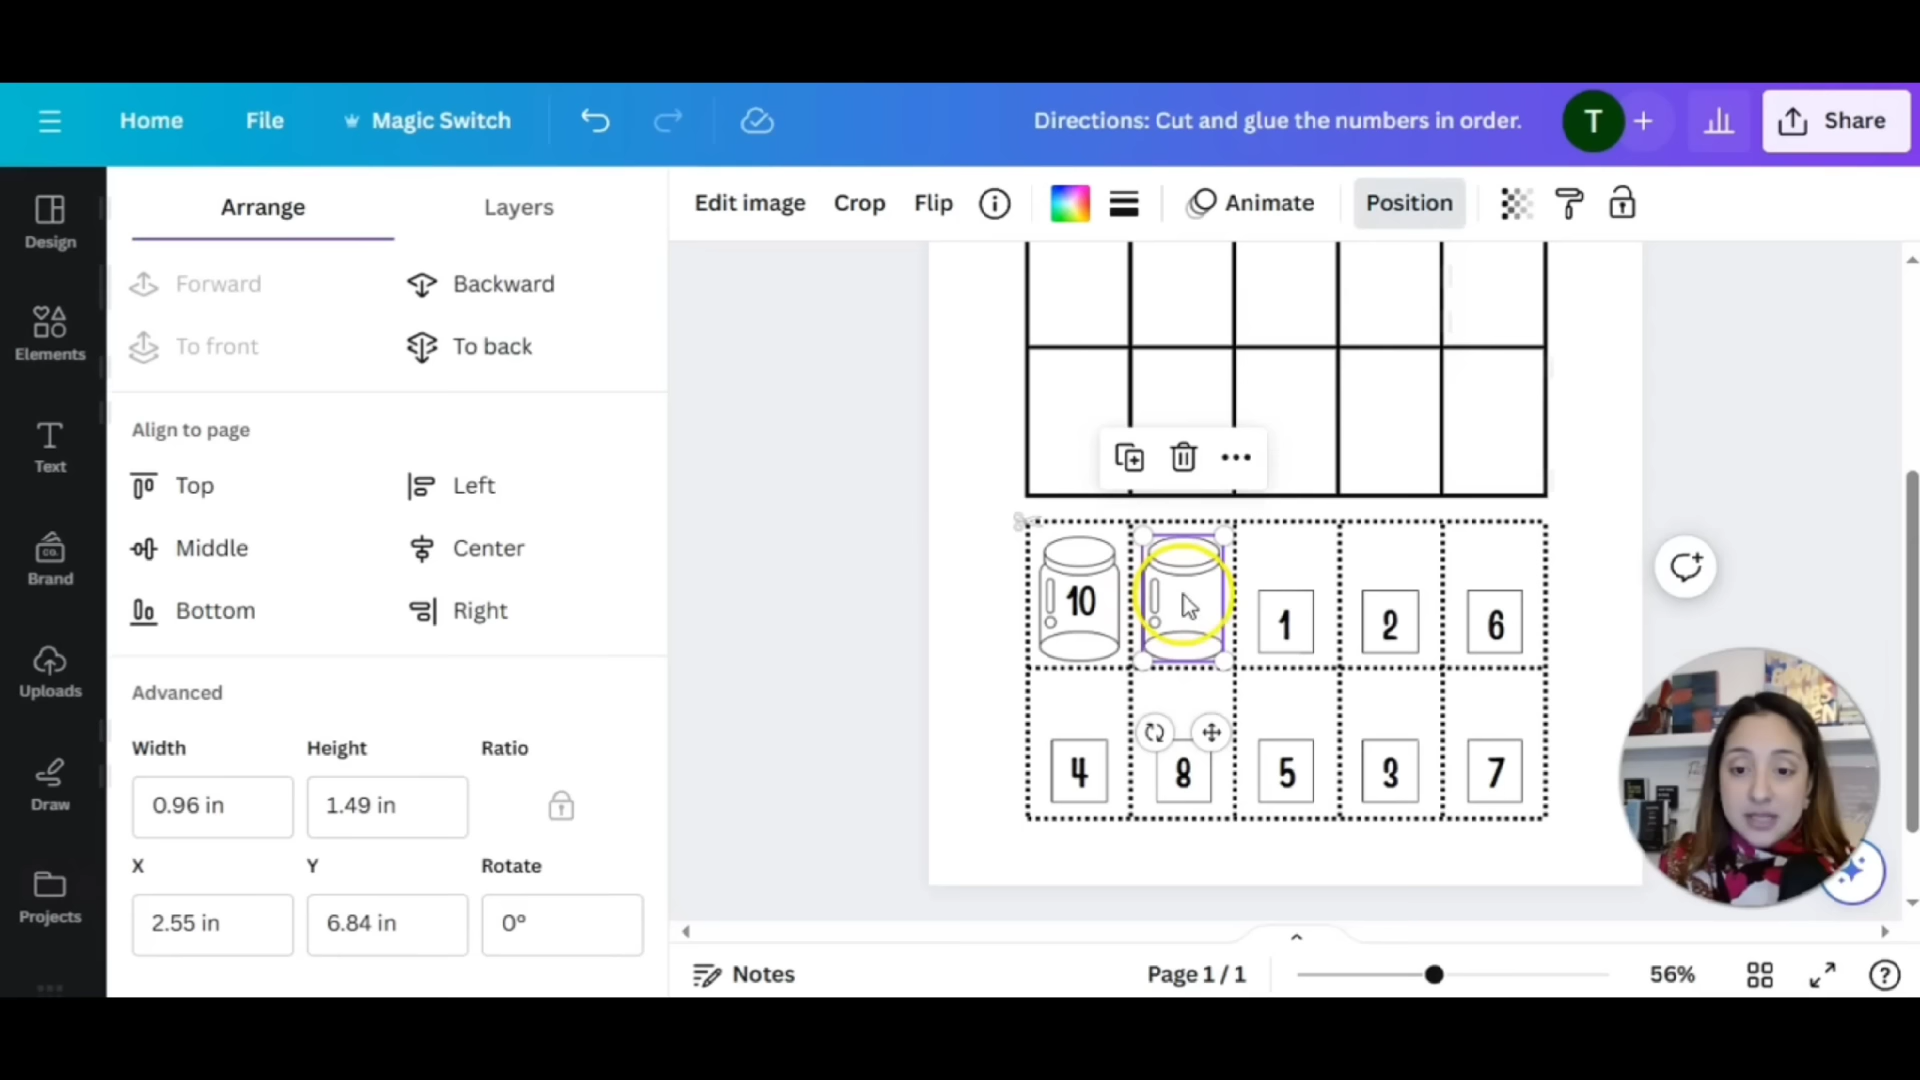 Home File Magic Switch Directions: Cut and glue the numbers in order. T + Share
Design
Elements
Text
Brand
CO.
Uploads
Draw
Projects
Arrange Layers
Forward Backward
To front To back
Align to page
Top Left
Middle Center
Bottom Right
Advanced
Width Height Ratio
0.96 in 1.49 in
X Y Rotate
2.55 in 6.84 in 0°
Edit image Crop Flip Animate Position
10 1 2 6
4 8 5 3 7
Notes Page 1 / 1 56% ?